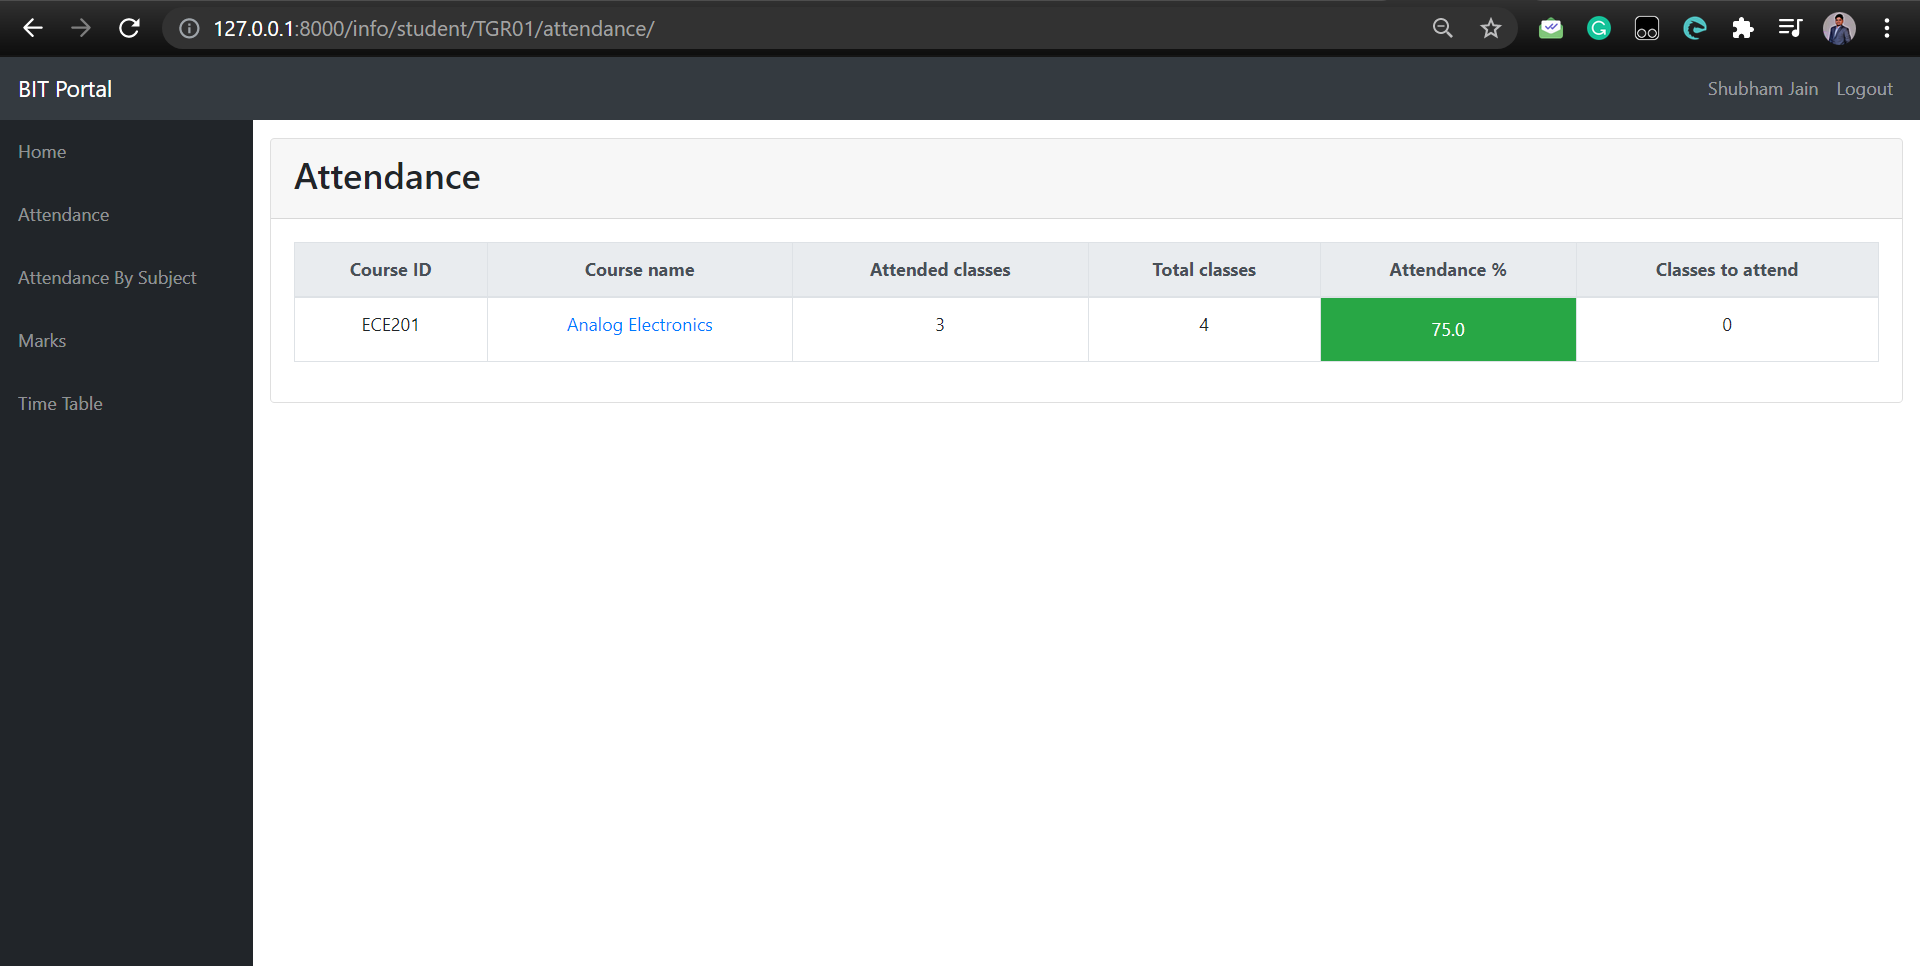 127.0.0.1:8000/info/student/TGR01/attendance/
BIT Portal
Shubham Jain Logout
Home
Attendance
Attendance By Subject
Marks
Time Table
Attendance
Course ID Course name Attended classes Total classes Attendance % Classes to attend
ECE201 Analog Electronics 3 4 75.0 0